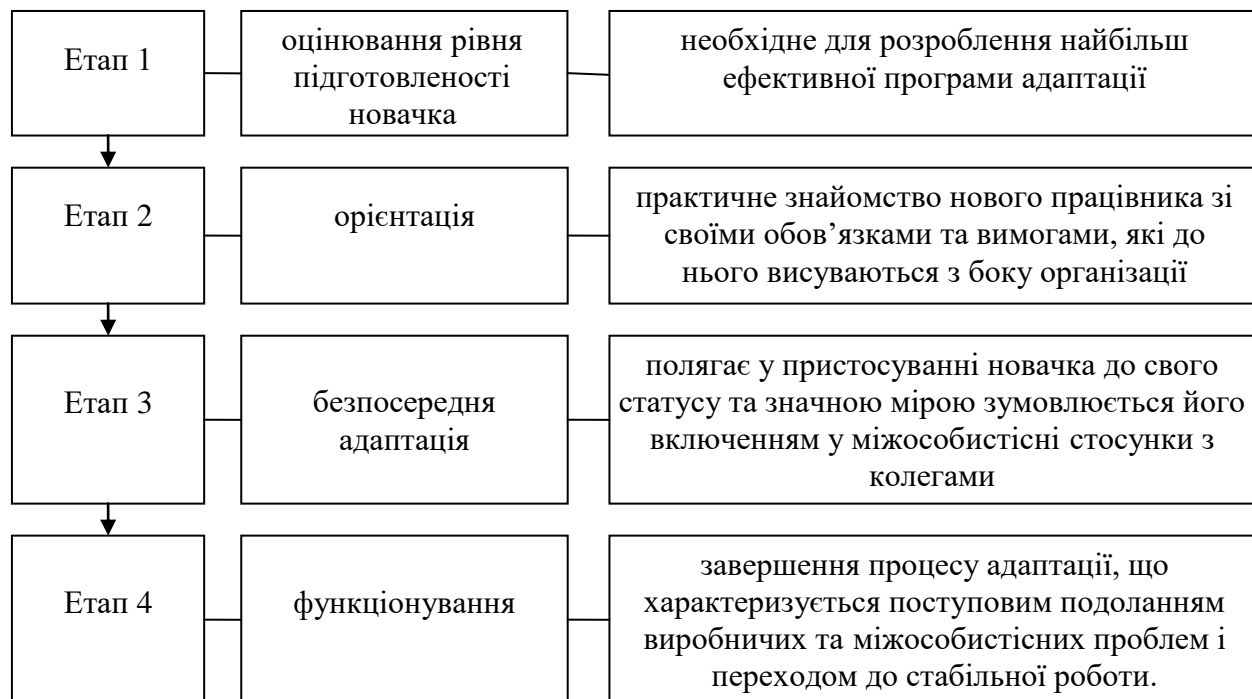 Етап 1
оцінювання рівня
підготовленості
новачка
необхідне для розроблення найбільш
ефективної програми адаптації
Етап 2
орієнтація
практичне знайомство нового працівника зі
своїми обов’язками та вимогами, які до
нього висуваються з боку організації
Етап 3
безпосередня
адаптація
полягає у пристосуванні новачка до свого
статусу та значною мірою зумовлюється його
включенням у міжособистісні стосунки з
колегами
Етап 4
функціонування
завершення процесу адаптації, що
характеризується поступовим подоланням
виробничих та міжособистісних проблем і
переходом до стабільної роботи.